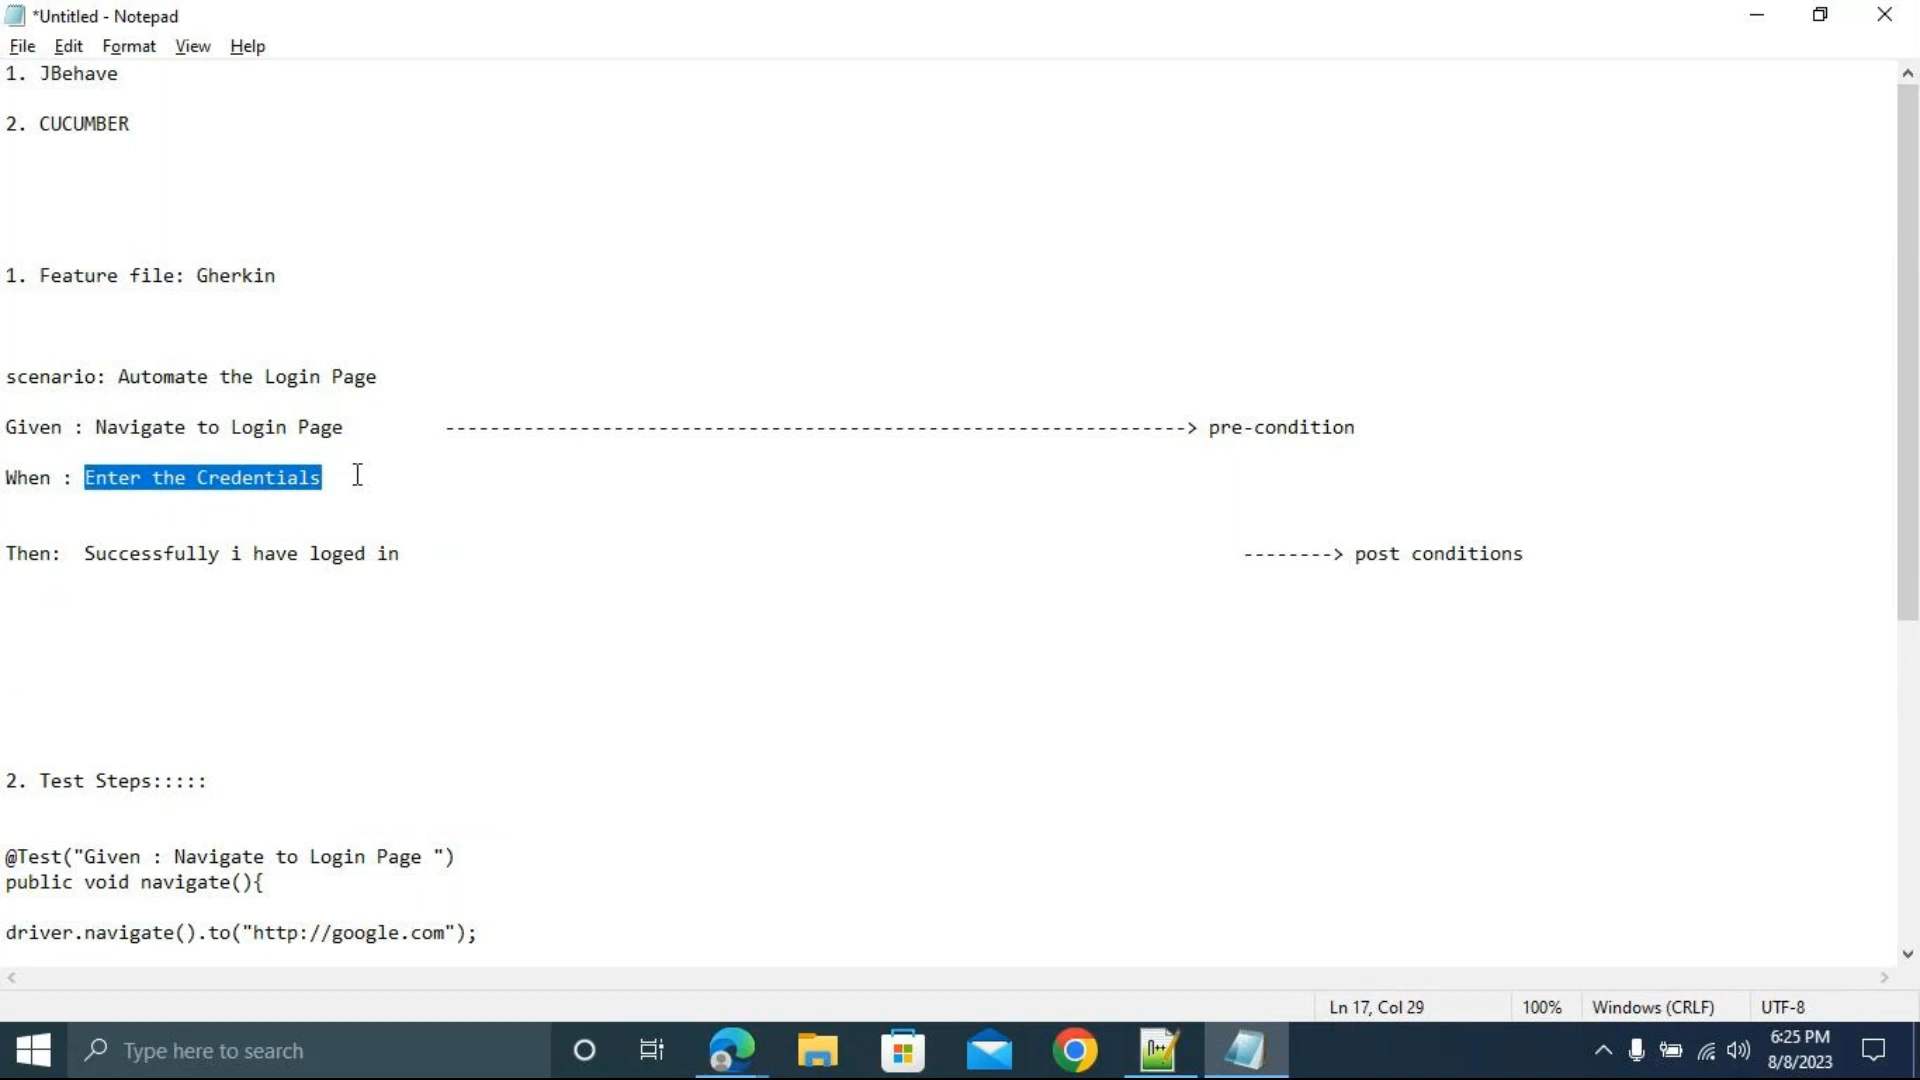 *Untitled - Notepad
File Edit Format View Help
1. JBehave
2. CUCUMBER
1. Feature file: Gherkin
scenario: Automate the Login Page
Given : Navigate to Login Page ------------------------------------------------------------------> pre-condition
When : Enter the Credentials
Then: Successfully i have loged in --------> post conditions
2. Test Steps:::::
@Test("Given : Navigate to Login Page ")
public void navigate(){
driver.navigate().to("http://google.com");
Ln 17, Col 29 100% Windows (CRLF) UTF-8
Type here to search
6:25 PM
8/8/2023